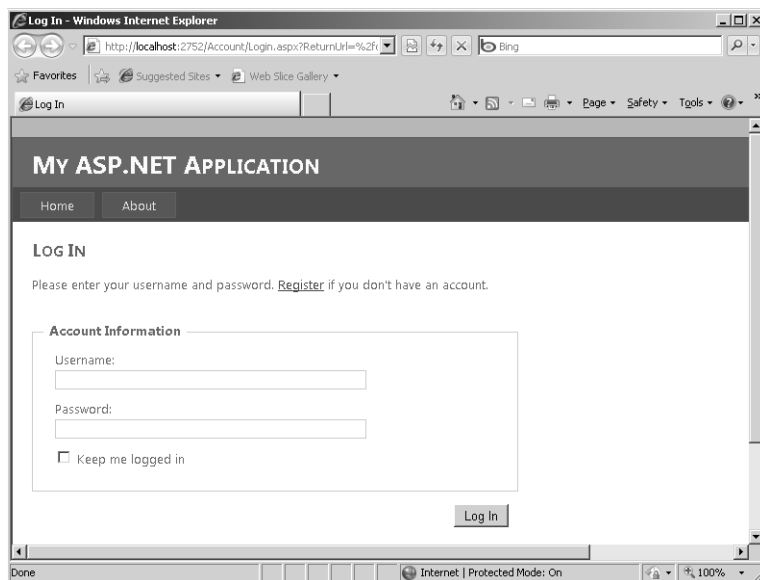 Log In - Windows Internet Explorer
http://localhost:2752/Account/Login.aspx?ReturnUrl=%2f
Bing
Favorites Suggested Sites Web Slice Gallery
Log In Page Safety Tools »
MY ASP.NET APPLICATION
Home About
LOG IN
Please enter your username and password. Register if you don't have an account.
Account Information
Username:
Password:
Keep me logged in
Log In
Done Internet | Protected Mode: On 100%